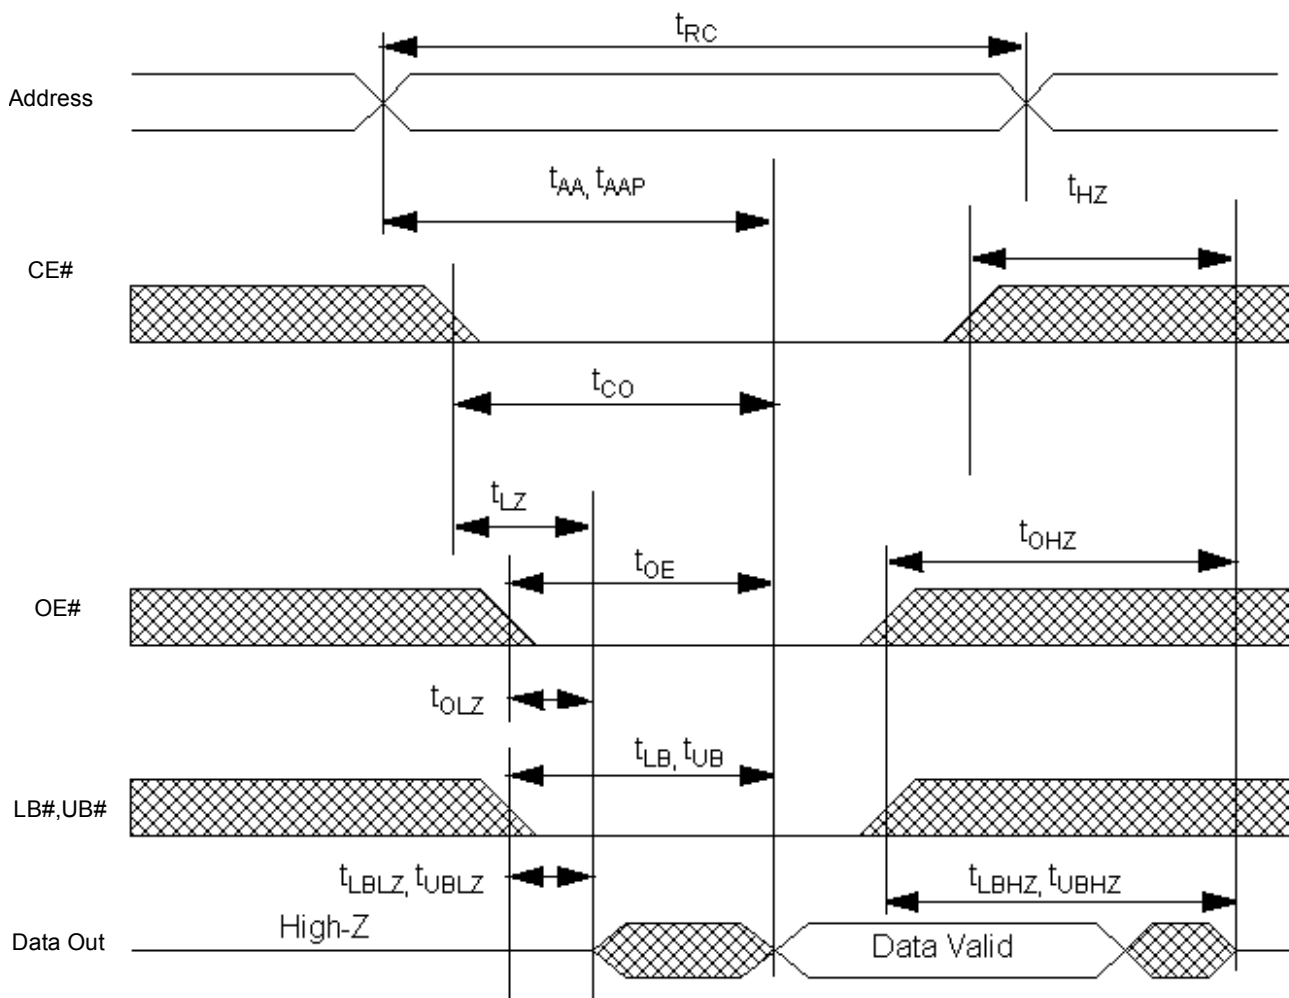 tRC
Address
tAA, tAAP
tHZ
CE#
tCO
tLZ
tOHZ
tOE
OE#
tOLZ
tLB, tUB
LB#,UB#
tLBLZ, tUBLZ
tLBHZ, tUBHZ
High-Z
Data Out
Data Valid